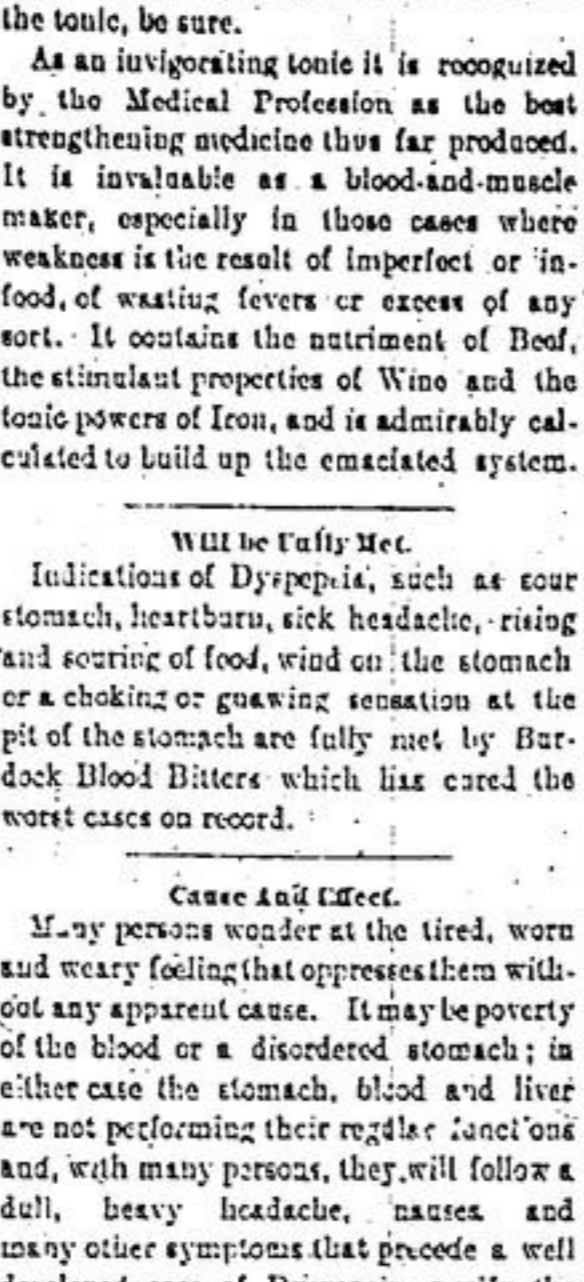 the tonic, be sure.
As an invigorating tonic it is recognized
by the Medical Profession as the best
strengthening medicine thus far produced.
It is invaluable as a blood-and-muscle
maker, especially in those cases where
weakness is the result of imperfect or in-
food, of wasting fevers or excess of any
sort. It contains the nutriment of Beef,
the stimulant properties of Wine and the
tonic powers of Iron, and is admirably cal-
culated to build up the emaciated system.
Will be Fully Met.
Indications of Dyspepsia, such as sour
stomach, heartburn, sick headache, rising
and souring of food, wind on the stomach
or a choking or gnawing sensation at the
pit of the stomach are fully met by Bur-
dock Blood Bitters which has cured the
worst cases on record.
Cause And Effect.
Many persons wonder at the tired, worn
and weary feeling that oppresses them with-
out any apparent cause. It may be poverty
of the blood or a disordered stomach; in
either case the stomach, blood and liver
are not performing their regular functions
and, with many persons, they will follow a
dull, heavy headache, nausea and
many other symptoms that precede a well